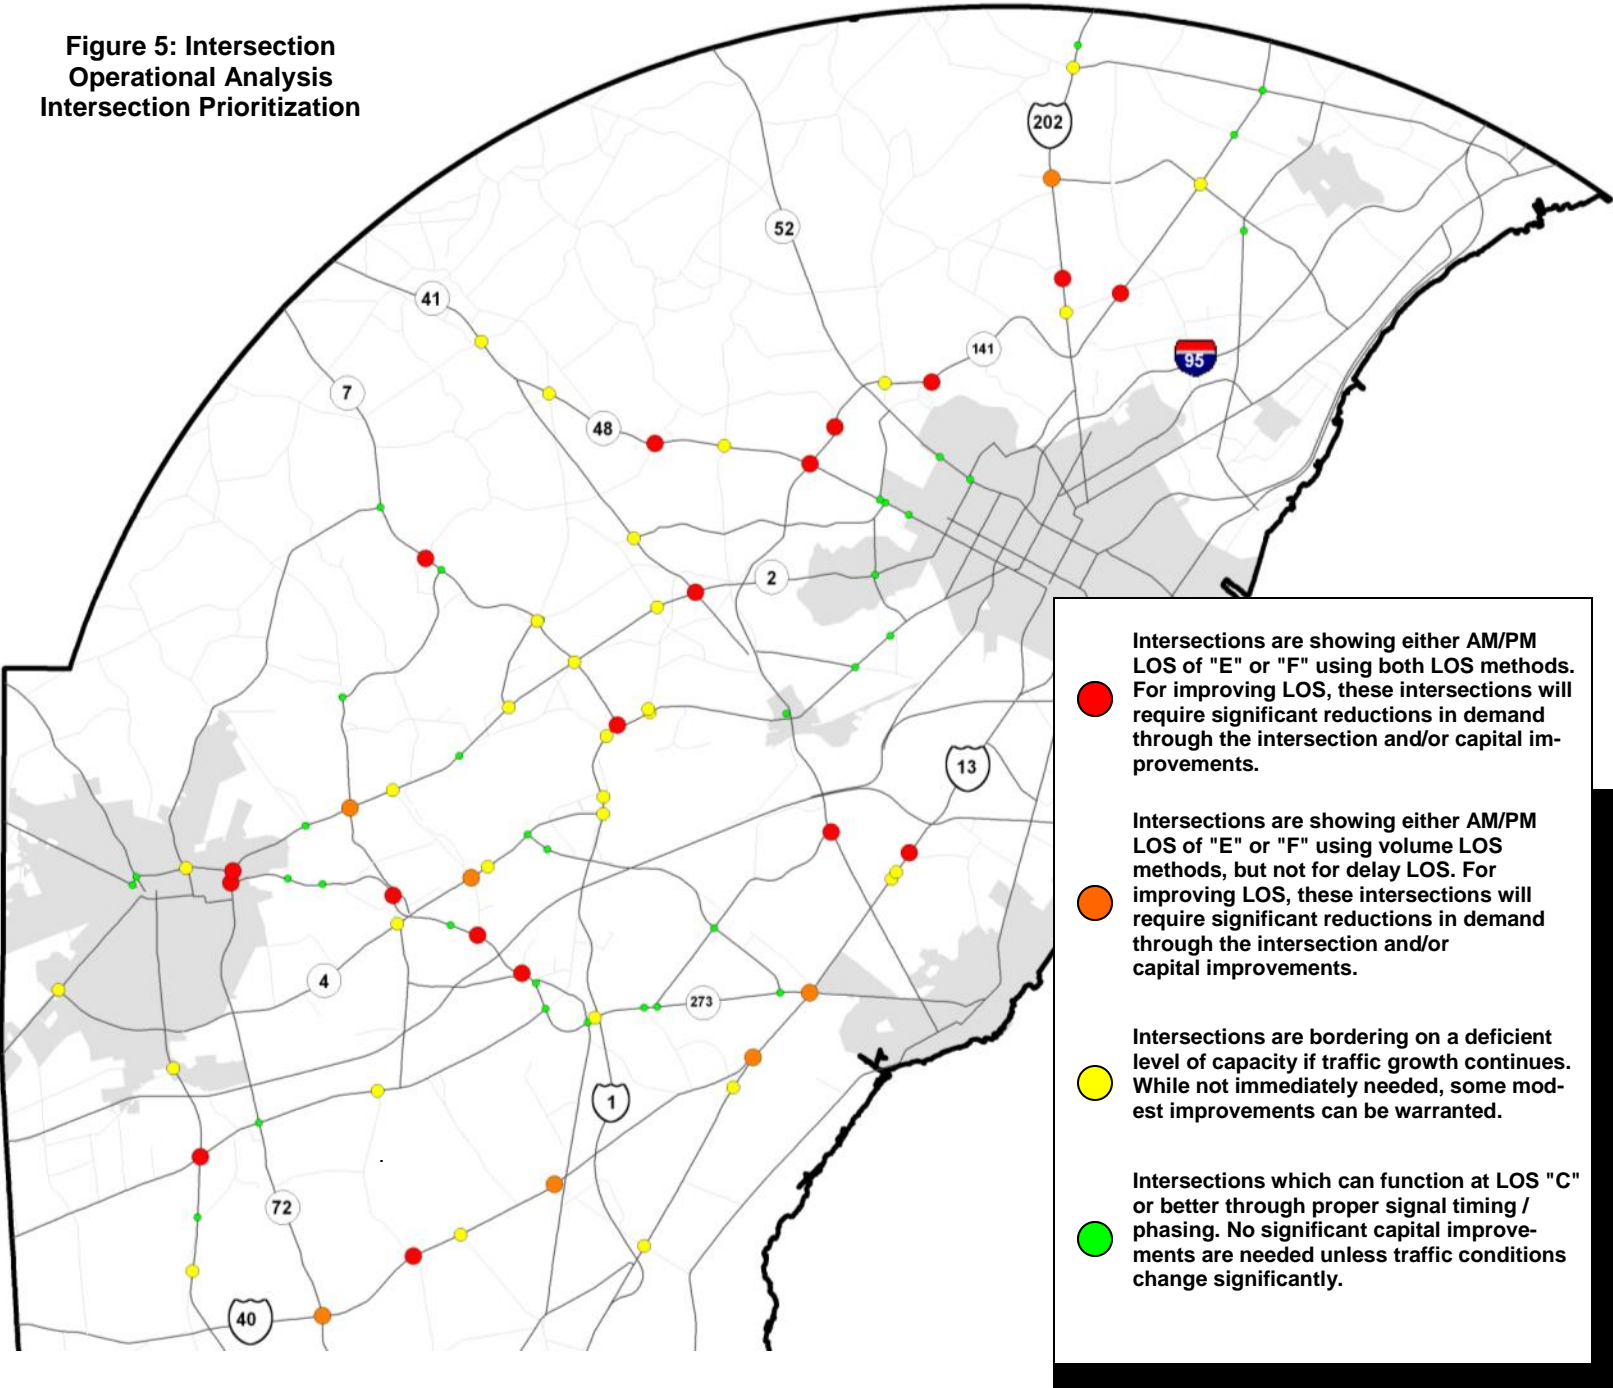 Figure 5: Intersection
Operational Analysis
Intersection Prioritization
202
52
41
141
95
7
48
2
13
4
273
1
72
40
Intersections are showing either AM/PM
LOS of "E" or "F" using both LOS methods.
For improving LOS, these intersections will
require significant reductions in demand
through the intersection and/or capital im-
provements.
Intersections are showing either AM/PM
LOS of "E" or "F" using volume LOS
methods, but not for delay LOS. For
improving LOS, these intersections will
require significant reductions in demand
through the intersection and/or
capital improvements.
Intersections are bordering on a deficient
level of capacity if traffic growth continues.
While not immediately needed, some mod-
est improvements can be warranted.
Intersections which can function at LOS "C"
or better through proper signal timing /
phasing. No significant capital improve-
ments are needed unless traffic conditions
change significantly.